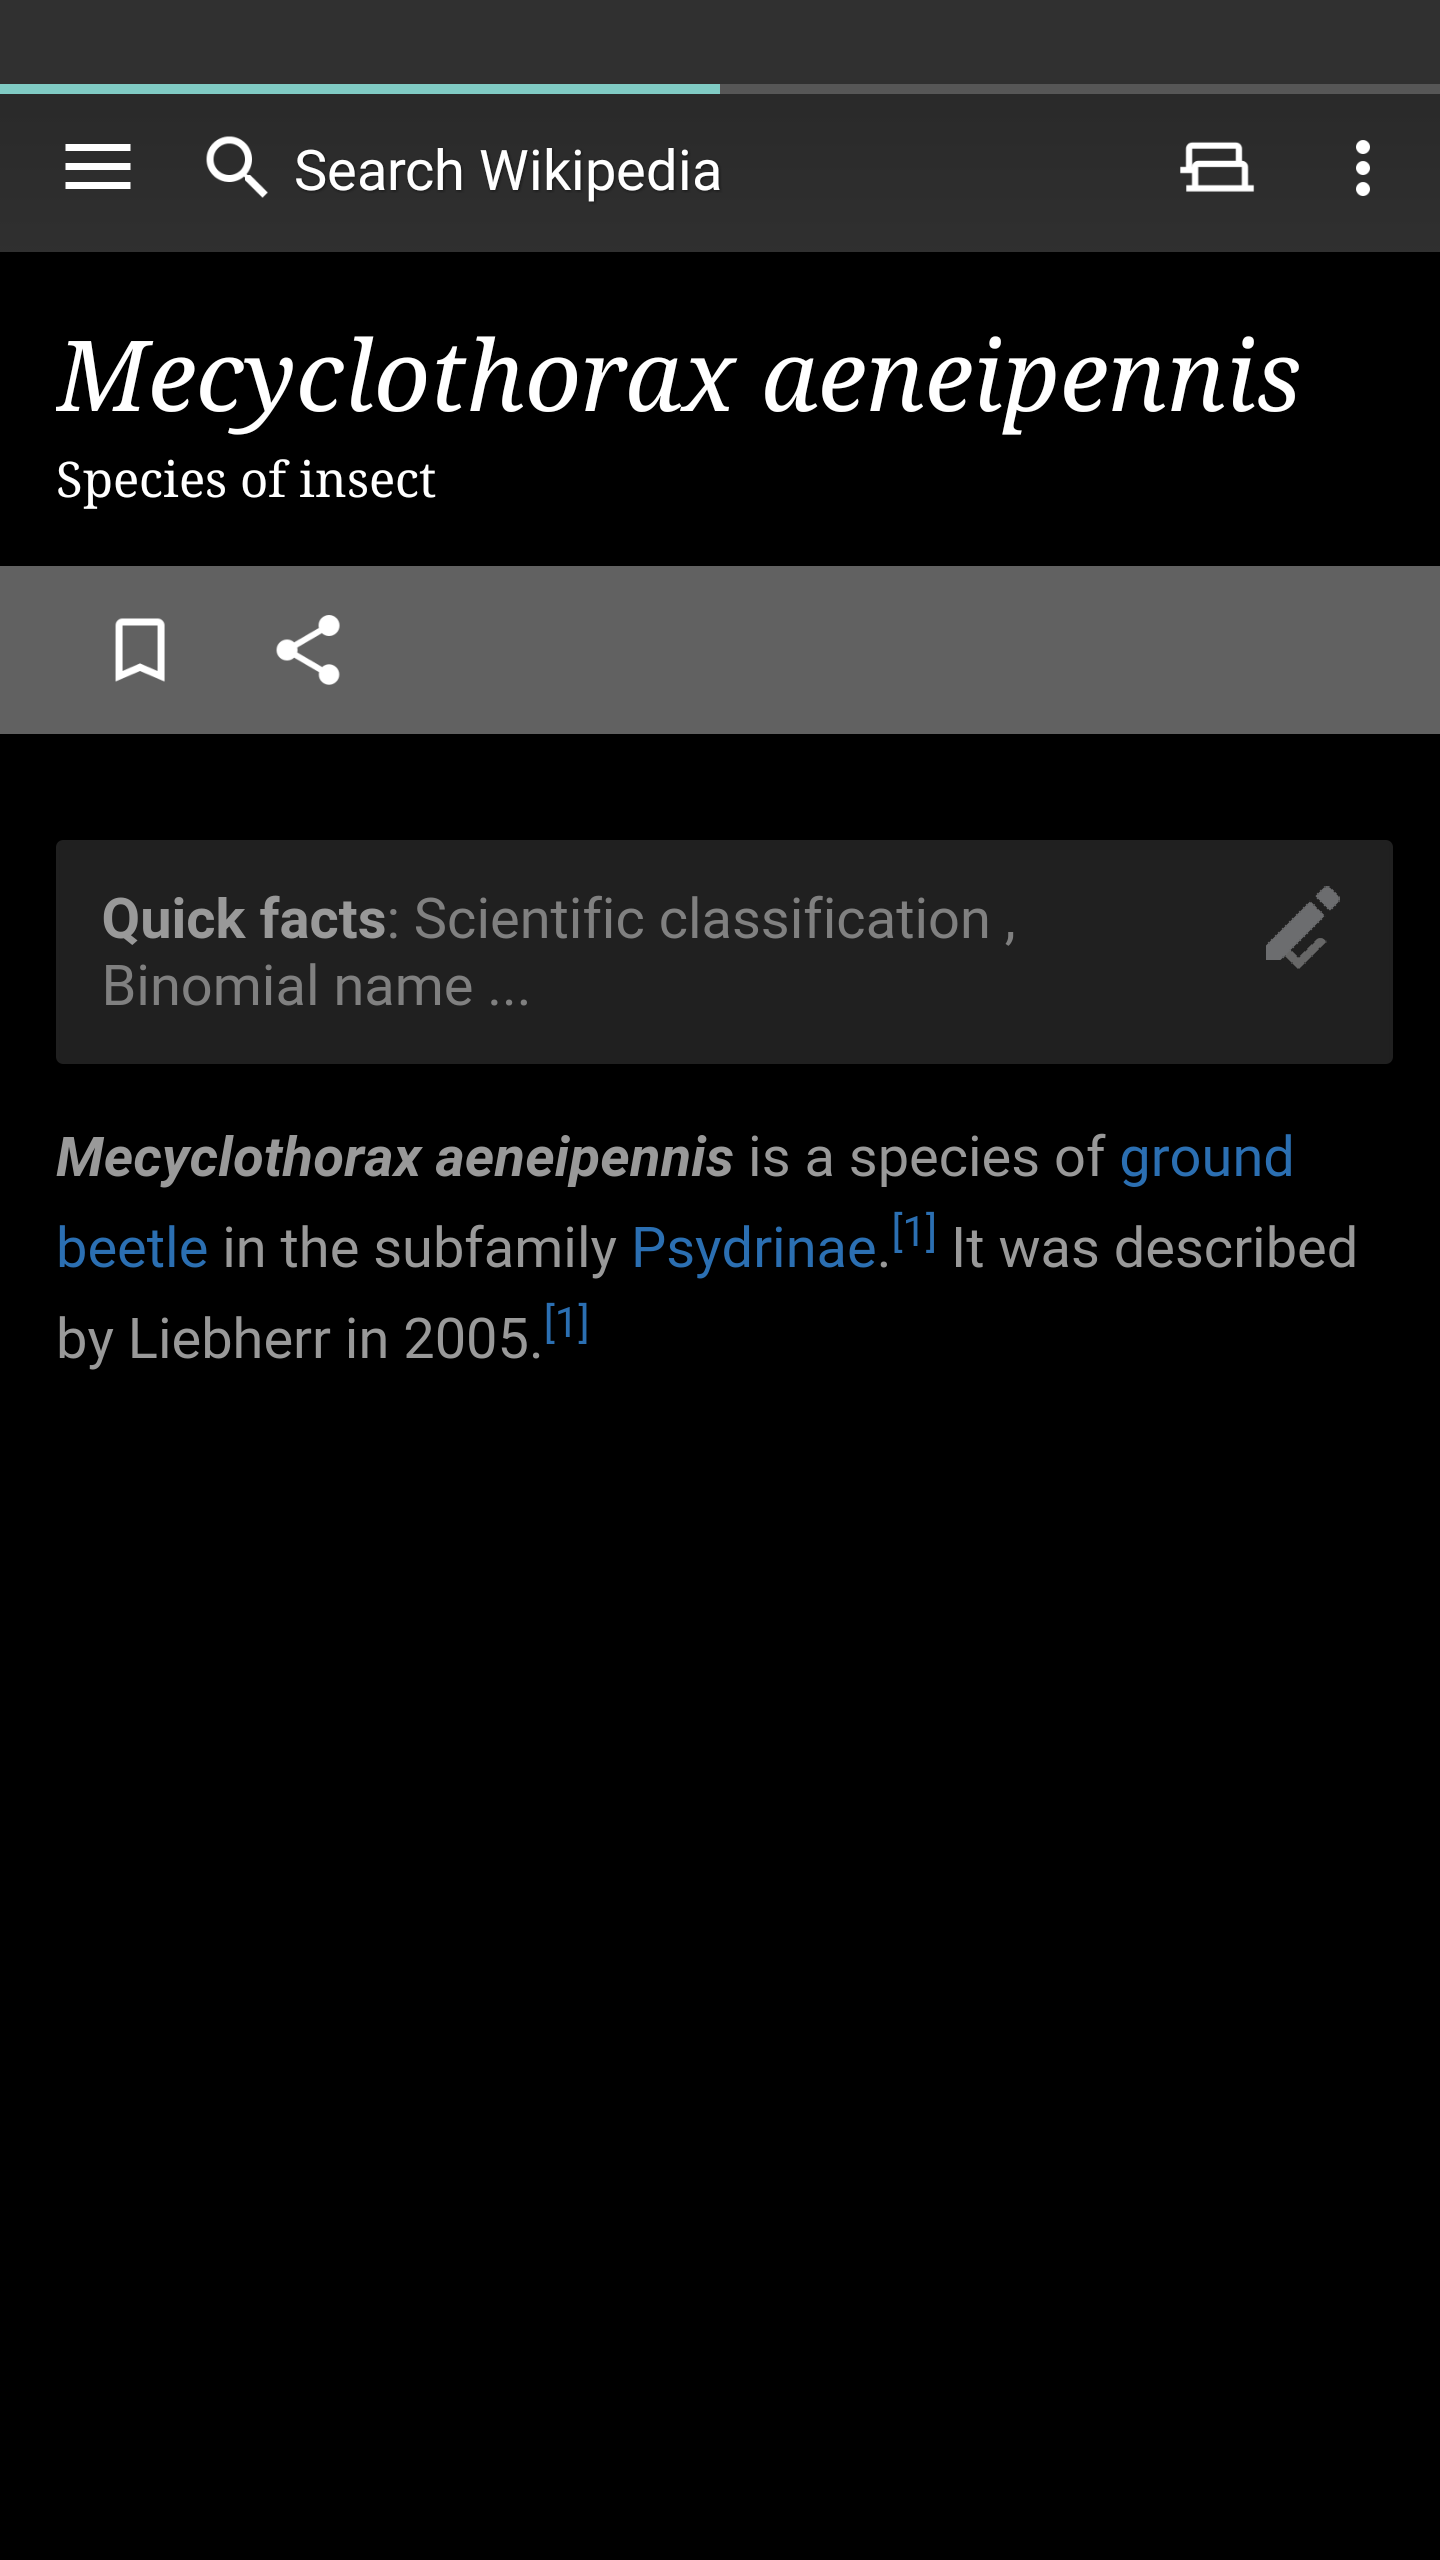 Search Wikipedia
Mecyclothorax aeneipennis
Species of insect
Quick facts: Scientific classification ,
Binomial name ...
Mecyclothorax aeneipennis is a species of ground
beetle in the subfamily Psydrinae.[1] It was described
by Liebherr in 2005.[1]